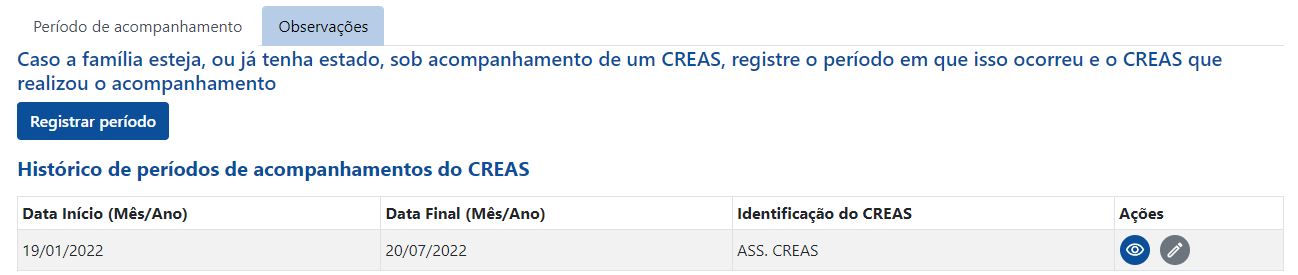 Período de acompanhamento
Observações
Caso a família esteja, ou já tenha estado, sob acompanhamento de um CREAS, registre o período em que isso ocorreu e o CREAS que
realizou o acompanhamento
Registrar período
Histórico de períodos de acompanhamentos do CREAS
Data Início (Mês/Ano) Data Final (Mês/Ano) Identificação do CREAS Ações
19/01/2022 20/07/2022 ASS. CREAS